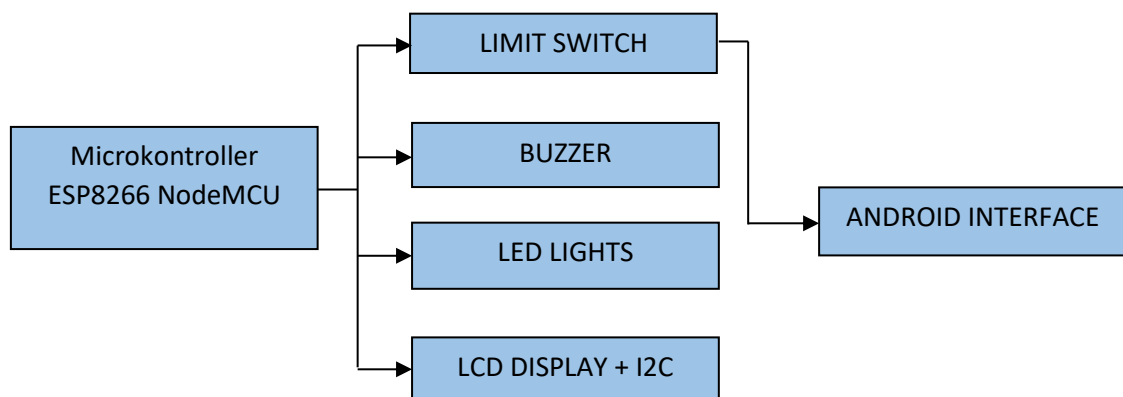 LIMIT SWITCH
Microkontroller
ESP8266 NodeMCU
BUZZER
ANDROID INTERFACE
LED LIGHTS
LCD DISPLAY + I2C